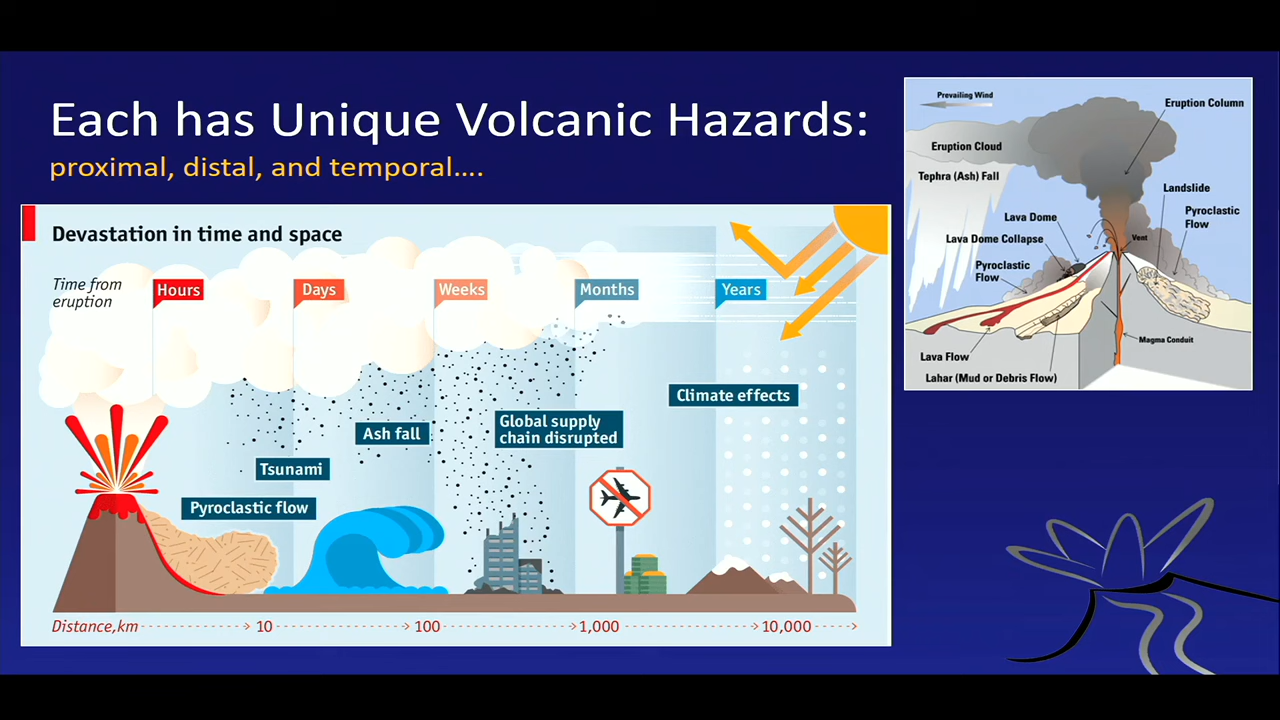 Each has Unique Volcanic Hazards:
proximal, distal, and temporal....
Devastation in time and space
Time from
eruption
Hours
Days
Weeks
Months
Years
Climate effects
Global supply
chain disrupted
Ash fall
Tsunami
Pyroclastic flow
Distance,km
10
100
1,000
10,000
Prevailing Wind
Eruption Column
Eruption Cloud
Tephra (Ash) Fall
Landslide
Lava Dome
Pyroclastic
Flow
Lava Dome Collapse
Vent
Pyroclastic
Flow
Magma Conduit
Lava Flow
Lahar (Mud or Debris Flow)